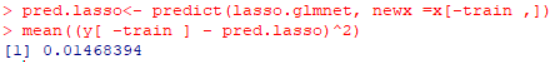 > pred.lasso<- predict(lasso.glmnet, newx =x[-train ,])
> mean((y[ -train ] - pred.lasso)^2)
[1] 0.01468394